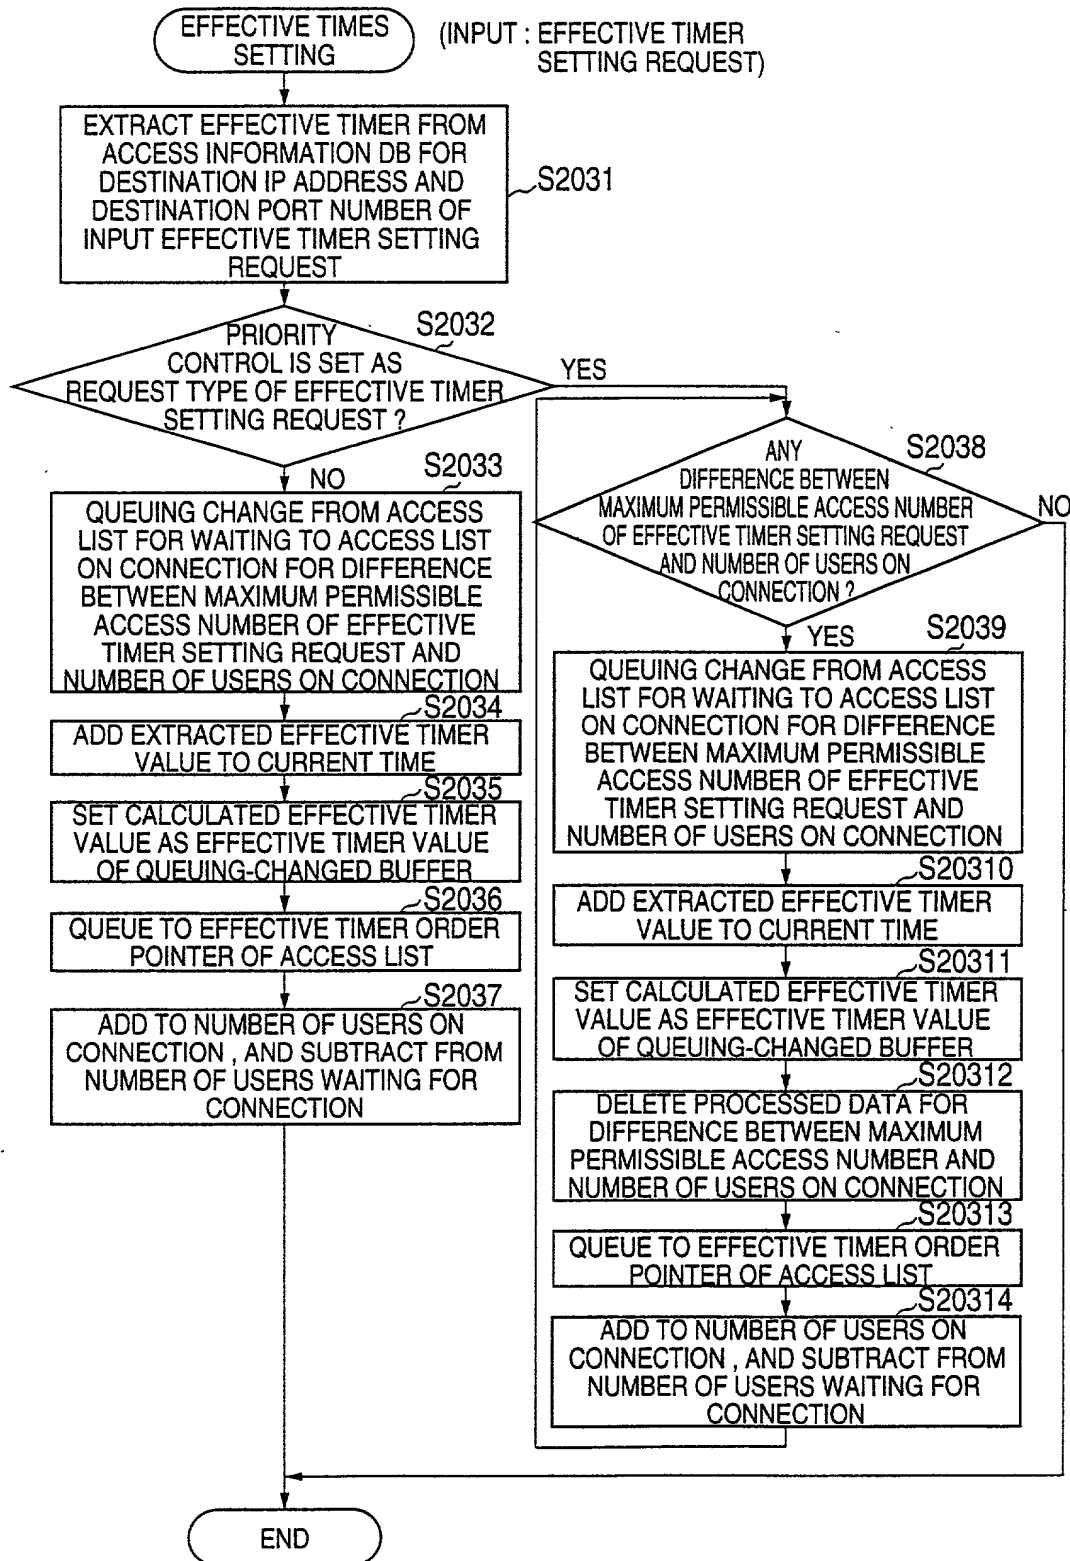 EFFECTIVE TIMES
SETTING
(INPUT : EFFECTIVE TIMER
SETTING REQUEST)
EXTRACT EFFECTIVE TIMER FROM
ACCESS INFORMATION DB FOR
DESTINATION IP ADDRESS AND
DESTINATION PORT NUMBER OF
INPUT EFFECTIVE TIMER SETTING
REQUEST
S2031
PRIORITY
CONTROL IS SET AS
REQUEST TYPE OF EFFECTIVE TIMER
SETTING REQUEST ?
S2032
YES
NO
S2033
QUEUING CHANGE FROM ACCESS
LIST FOR WAITING TO ACCESS LIST
ON CONNECTION FOR DIFFERENCE
BETWEEN MAXIMUM PERMISSIBLE
ACCESS NUMBER OF EFFECTIVE
TIMER SETTING REQUEST AND
NUMBER OF USERS ON CONNECTION
S2034
ADD EXTRACTED EFFECTIVE TIMER
VALUE TO CURRENT TIME
S2035
SET CALCULATED EFFECTIVE TIMER
VALUE AS EFFECTIVE TIMER VALUE
OF QUEUING-CHANGED BUFFER
S2036
QUEUE TO EFFECTIVE TIMER ORDER
POINTER OF ACCESS LIST
S2037
ADD TO NUMBER OF USERS ON
CONNECTION , AND SUBTRACT FROM
NUMBER OF USERS WAITING FOR
CONNECTION
S2038
ANY
DIFFERENCE BETWEEN
MAXIMUM PERMISSIBLE ACCESS NUMBER
OF EFFECTIVE TIMER SETTING REQUEST
AND NUMBER OF USERS ON
CONNECTION ?
NO
YES
S2039
QUEUING CHANGE FROM ACCESS
LIST FOR WAITING TO ACCESS LIST
ON CONNECTION FOR DIFFERENCE
BETWEEN MAXIMUM PERMISSIBLE
ACCESS NUMBER OF EFFECTIVE
TIMER SETTING REQUEST AND
NUMBER OF USERS ON CONNECTION
S20310
ADD EXTRACTED EFFECTIVE TIMER
VALUE TO CURRENT TIME
S20311
SET CALCULATED EFFECTIVE TIMER
VALUE AS EFFECTIVE TIMER VALUE
OF QUEUING-CHANGED BUFFER
S20312
DELETE PROCESSED DATA FOR
DIFFERENCE BETWEEN MAXIMUM
PERMISSIBLE ACCESS NUMBER AND
NUMBER OF USERS ON CONNECTION
S20313
QUEUE TO EFFECTIVE TIMER ORDER
POINTER OF ACCESS LIST
S20314
ADD TO NUMBER OF USERS ON
CONNECTION , AND SUBTRACT FROM
NUMBER OF USERS WAITING FOR
CONNECTION
END